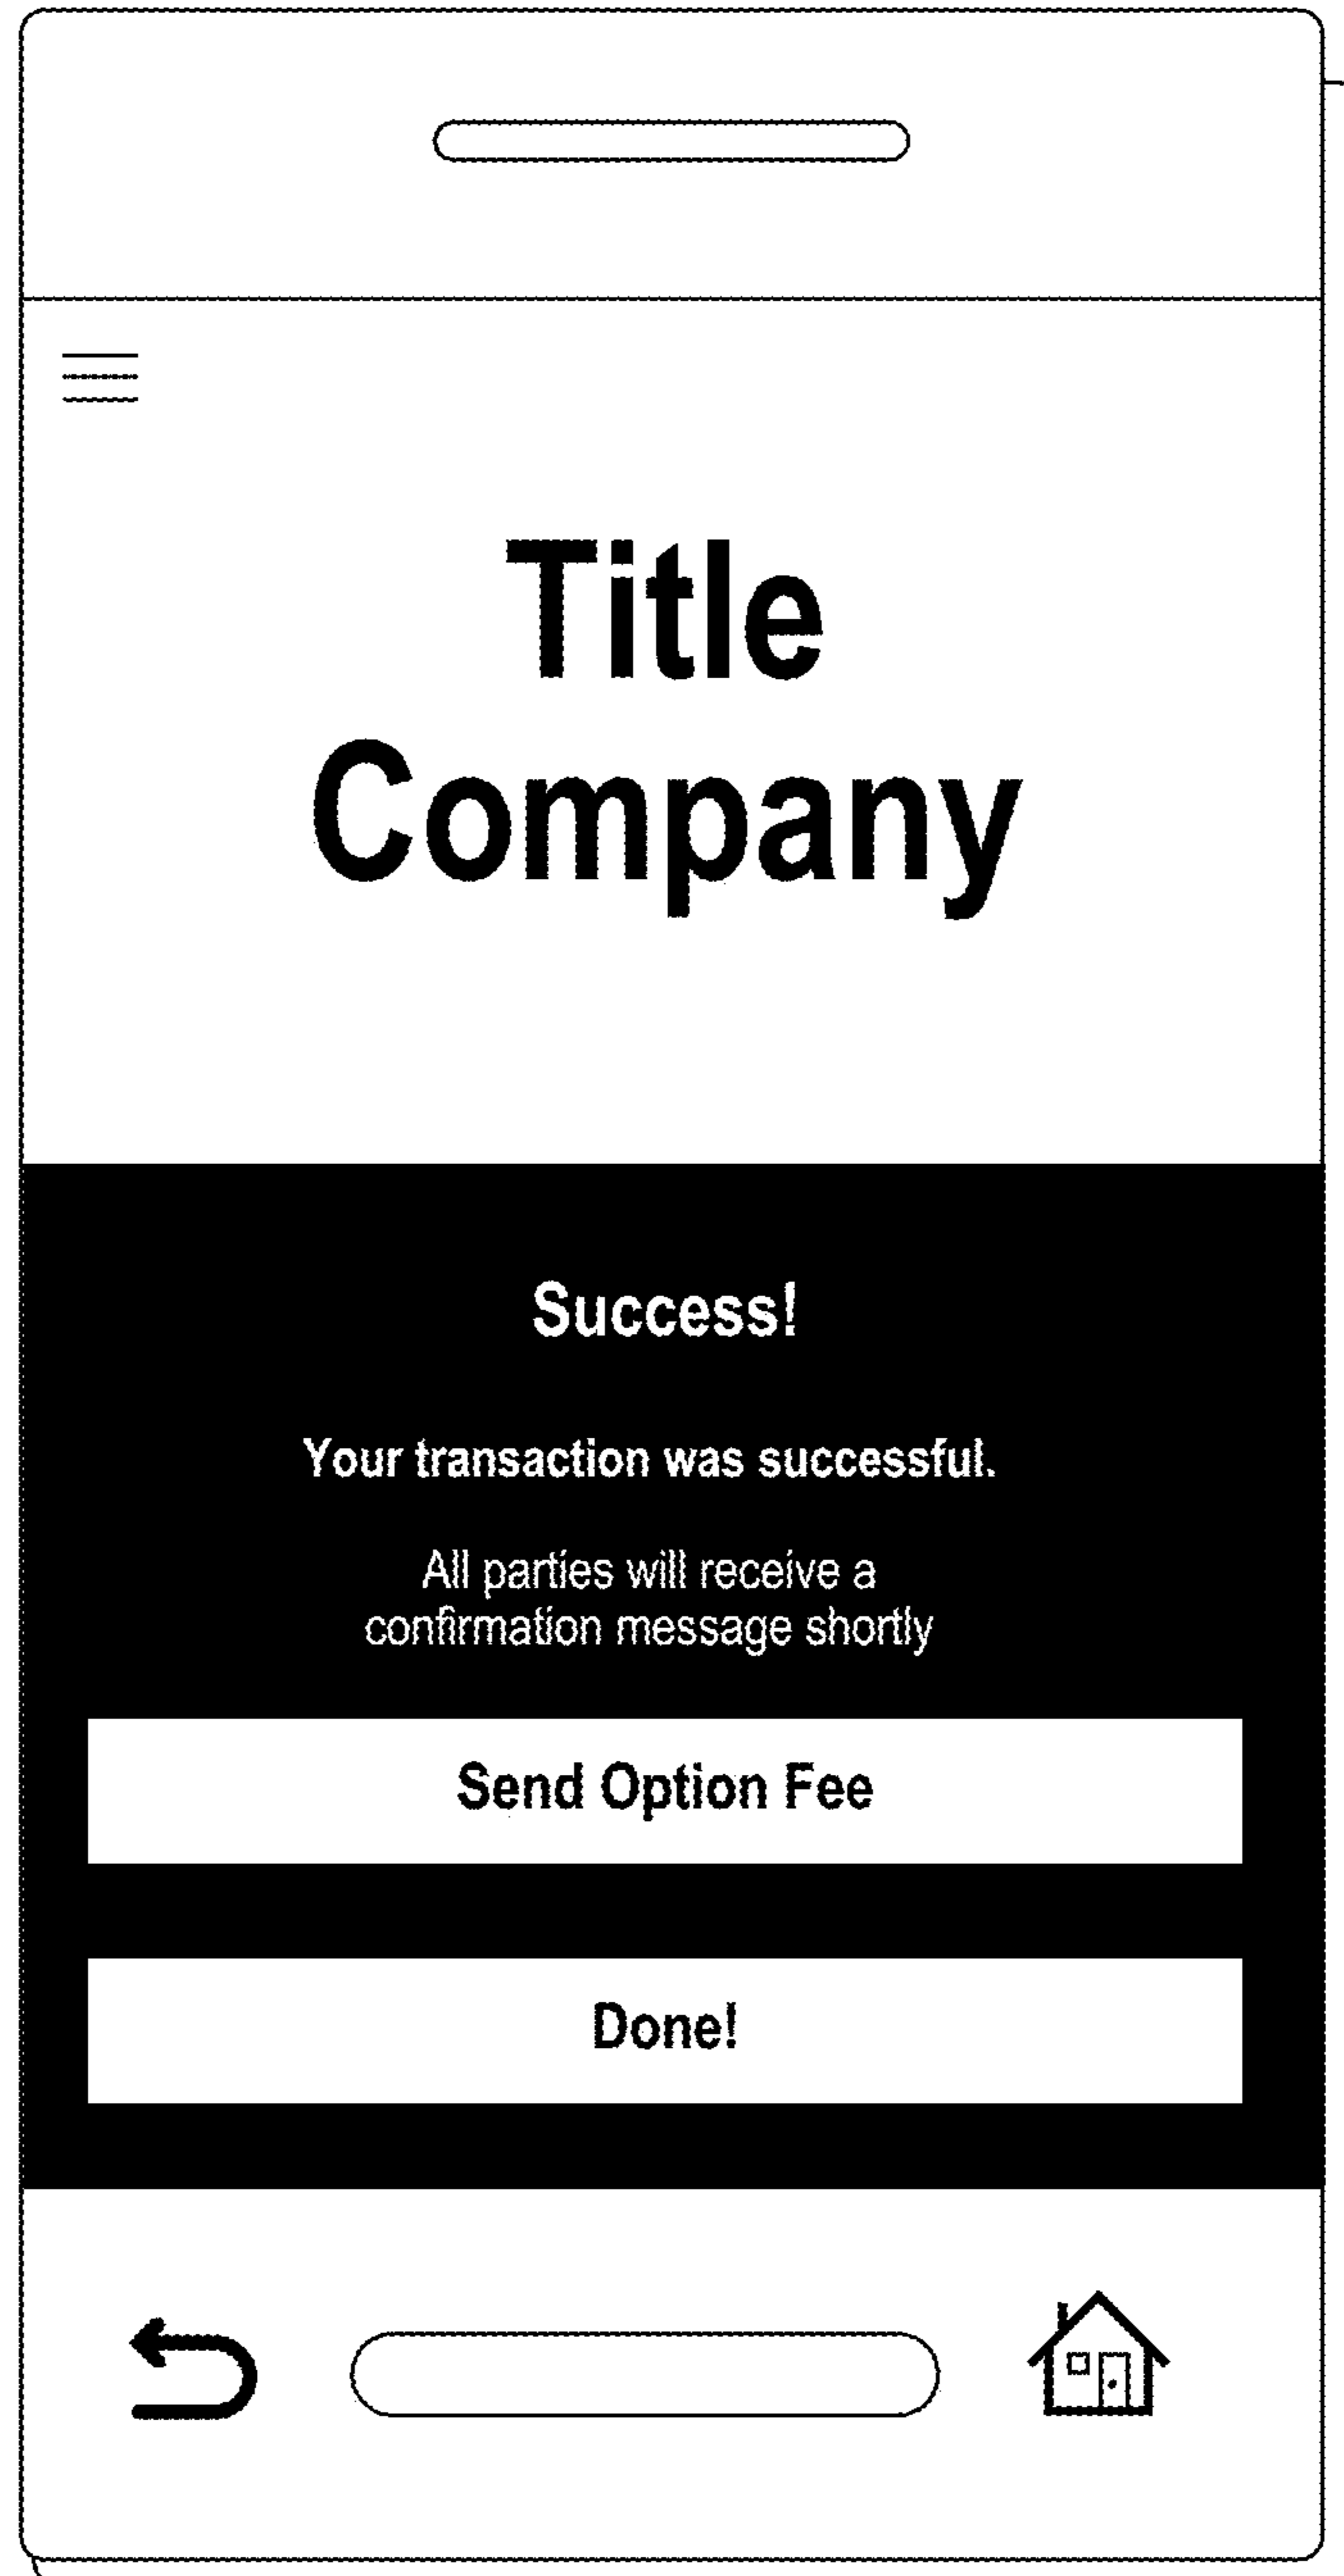 Title
Company
Success!
Your transaction was successful.
All parties will receive a
confirmation message shortly
Send Option Fee
Done!